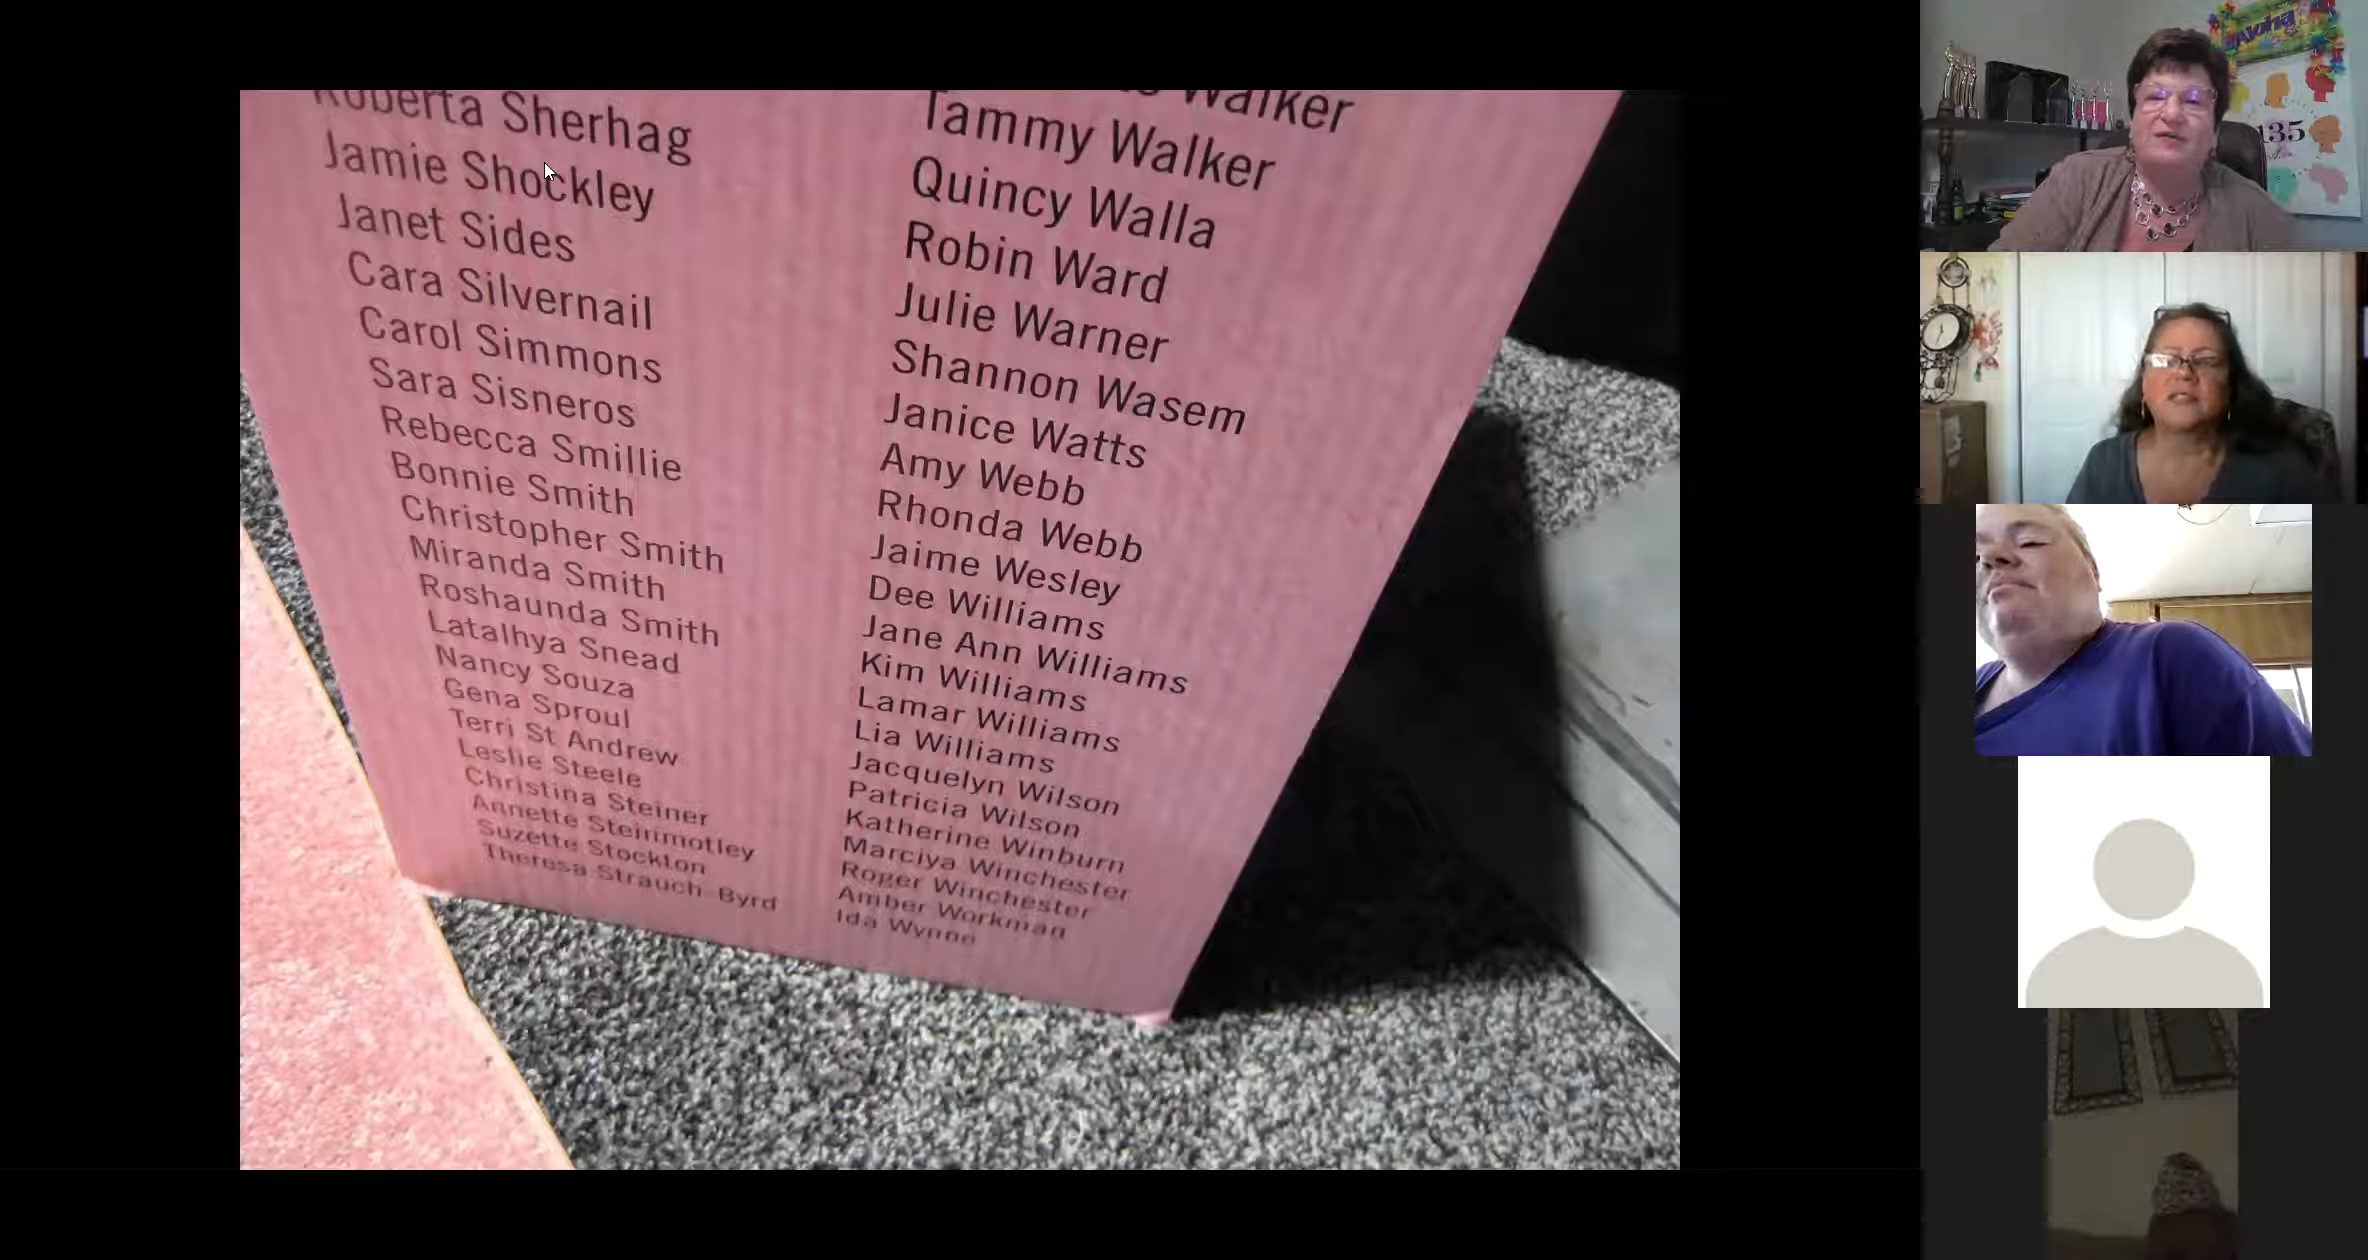 Roberta Sherhag
Jamie Shockley
Janet Sides
Cara Silvernail
Carol Simmons
Sara Sisneros
Rebecca Smillie
Bonnie Smith
Christopher Smith
Miranda Smith
Roshaunda Smith
Latalhya Snead
Nancy Souza
Gena Sproul
Terri St Andrew
Leslie Steele
Christina Steiner
Annette Steinmotley
Suzette Stockton
Theresa Strauch-Byrd
Walker
Tammy Walker
Quincy Walla
Robin Ward
Julie Warner
Shannon Wasem
Janice Watts
Amy Webb
Rhonda Webb
Jaime Wesley
Dee Williams
Jane Ann Williams
Kim Williams
Lamar Williams
Lia Williams
Jacquelyn Wilson
Patricia Wilson
Katherine Winburn
Marciya Winchester
Roger Winchester
Amber Workman
Ida Wynne
Aloha
135